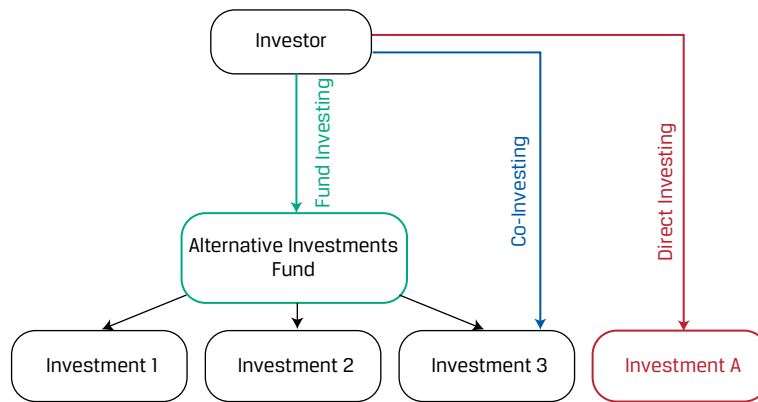 Investor
Fund Investing
Co-Investing
Direct Investing
Alternative Investments
Fund
Investment 1
Investment 2
Investment 3
Investment A